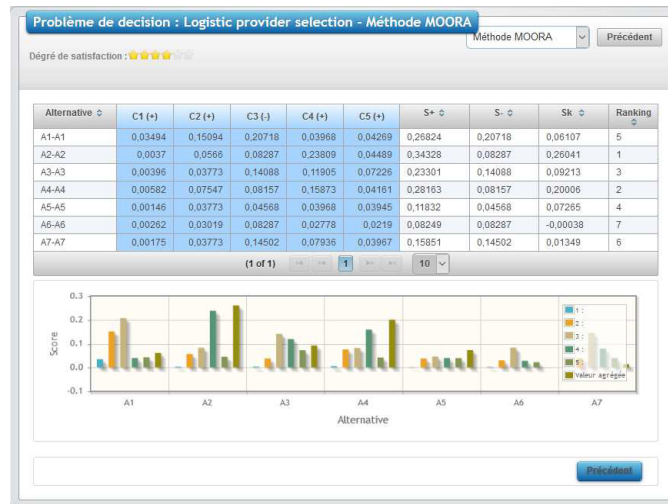 Problème de decision : Logistic provider selection - Méthode MOORA
Méthode MOORA
Précédent
Dégré de satisfaction :
Alternative C1 (+) C2 (+) C3 (-) C4 (+) C5 (+) S+ S- Sk Ranking
A1-A1 0,03494 0,15094 0,20718 0,03968 0,04269 0,26824 0,20718 0,06107 5
A2-A2 0,0037 0,0566 0,08287 0,23809 0,04489 0,34328 0,08287 0,26041 1
A3-A3 0,00396 0,03773 0,14088 0,11905 0,07226 0,23301 0,14088 0,09213 3
A4-A4 0,00582 0,07547 0,08157 0,15873 0,04161 0,28163 0,08157 0,20006 2
A5-A5 0,00146 0,03773 0,04568 0,03968 0,03945 0,11832 0,04568 0,07265 4
A6-A6 0,00262 0,03019 0,08287 0,02778 0,0219 0,08249 0,08287 -0,00038 7
A7-A7 0,00175 0,03773 0,14502 0,07936 0,03967 0,15851 0,14502 0,01349 6
(1 of 1) 1 10
0.3
0.2
0.1
0.0
-0.1
Score
1 :
2 :
3 :
4 :
5 :
Valeur agrégée
A1 A2 A3 A4 A5 A6 A7
Alternative
Précédent